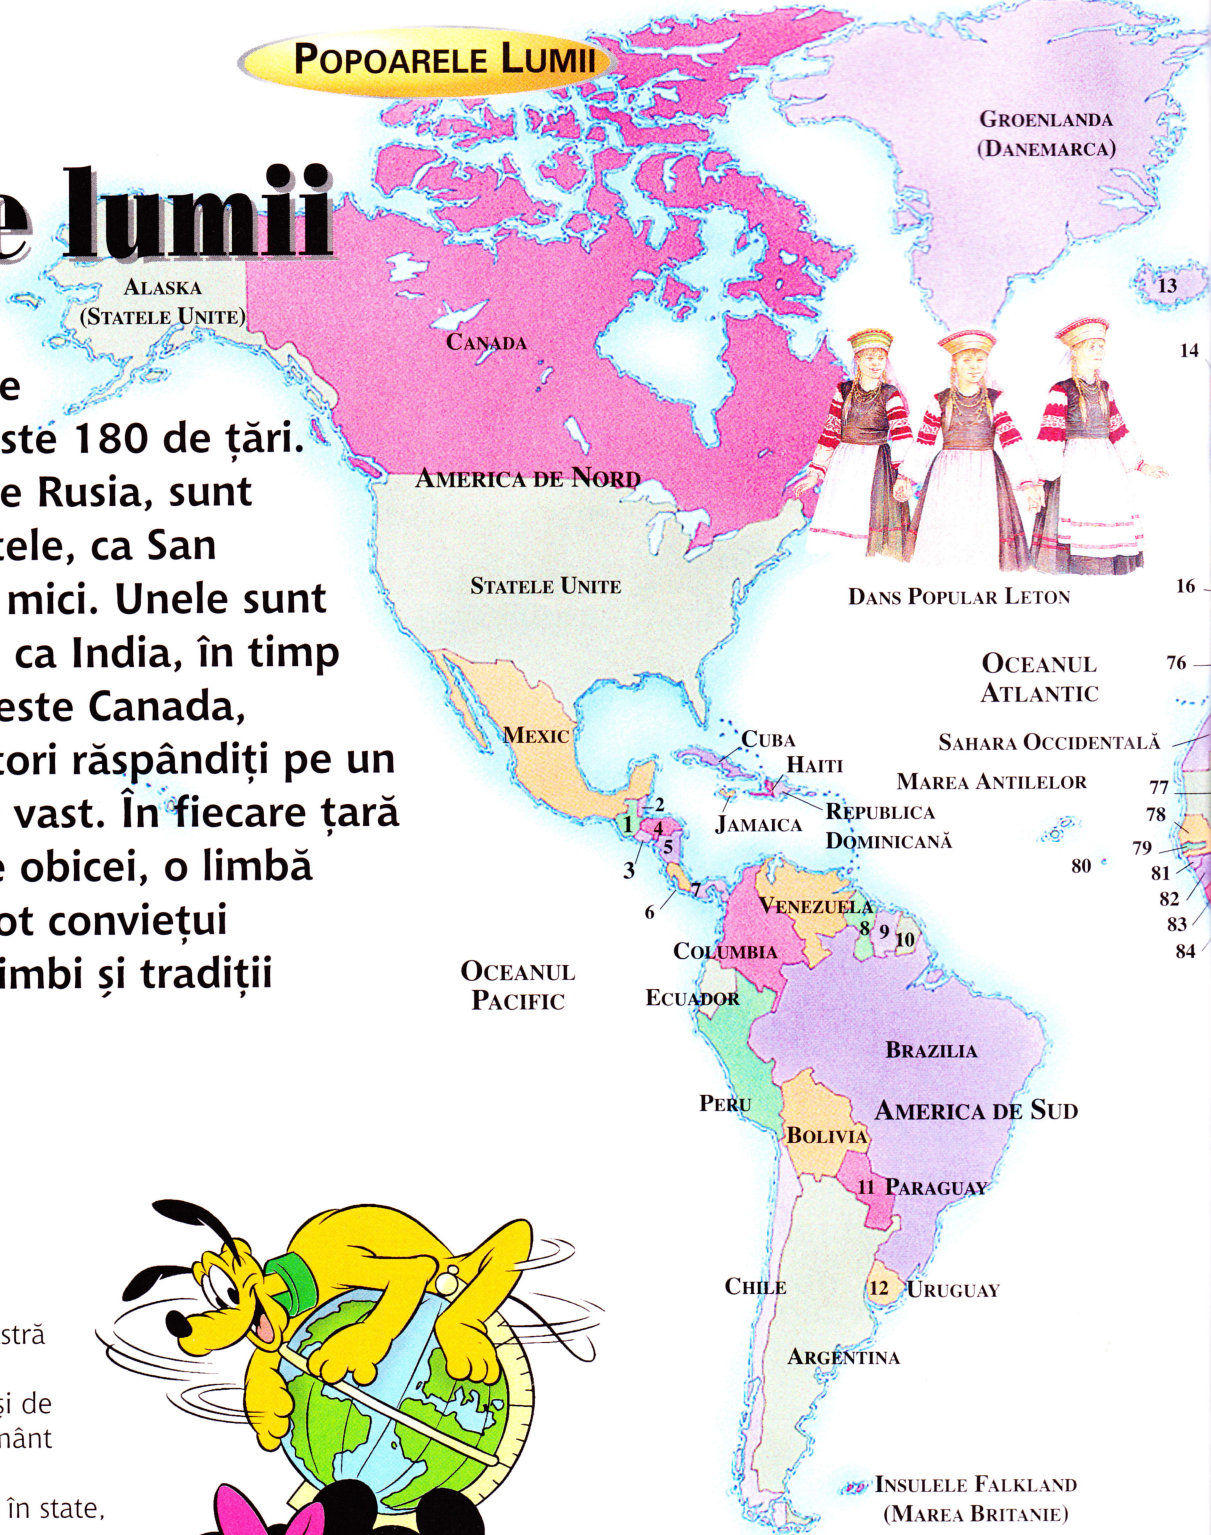 POPOARELE LUMII
e lumii
e
ste 180 de țări.
e Rusia, sunt
tele, ca San
mici. Unele sunt
ca India, în timp
este Canada,
tori răspândiți pe un
vast. În fiecare țară
e obicei, o limbă
ot conviețui
imbi și tradiții
stră
și de
nânt
în state,
GROENLANDA
(DANEMARCA)
ALASKA
(STATELE UNITE)
CANADA
13
14
AMERICA DE NORD
STATELE UNITE
DANS POPULAR LETON
16
OCEANUL
ATLANTIC
76
MEXIC
CUBA
HAITI
SAHARA OCCIDENTALĂ
MAREA ANTILELOR
77
78
79
80
81
82
83
84
JAMAICA
REPUBLICA
DOMINICANĂ
1
2
3
4
5
6
7
VENEZUELA
8
9
10
COLUMBIA
OCEANUL
PACIFIC
ECUADOR
BRAZILIA
PERU
AMERICA DE SUD
BOLIVIA
11 PARAGUAY
CHILE
12 URUGUAY
ARGENTINA
INSULELE FALKLAND
(MAREA BRITANIE)